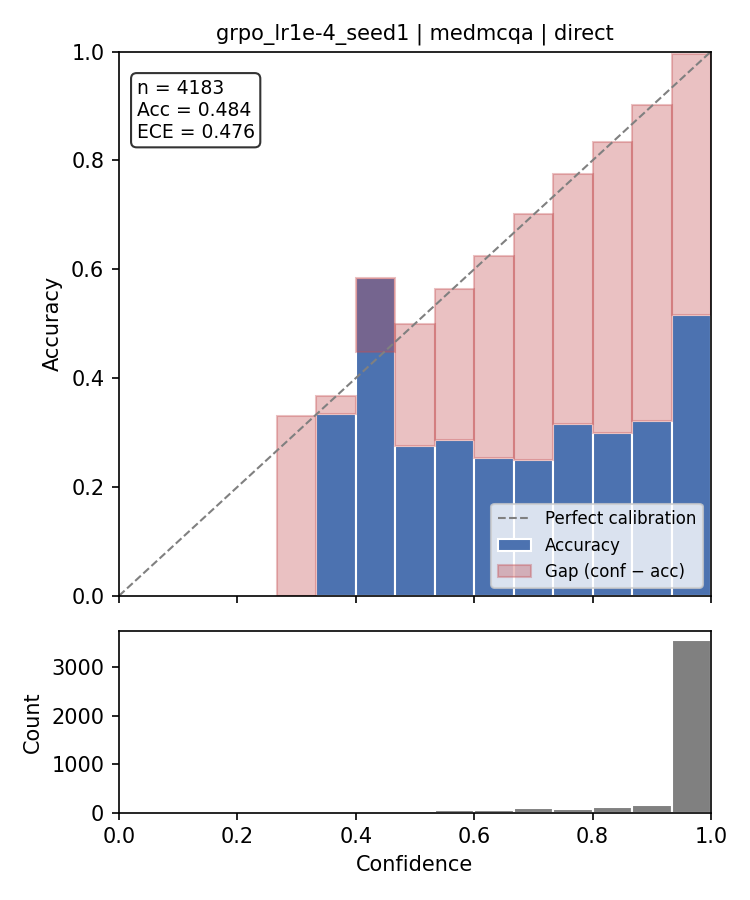 grpo_lr1e-4_seed1 | medmcqa | direct
n = 4183
Acc = 0.484
ECE = 0.476
1.0
0.8
0.6
0.4
0.2
0.0
Accuracy
Perfect calibration
Accuracy
Gap (conf − acc)
3000
2000
1000
0
Count
0.0 0.2 0.4 0.6 0.8 1.0
Confidence